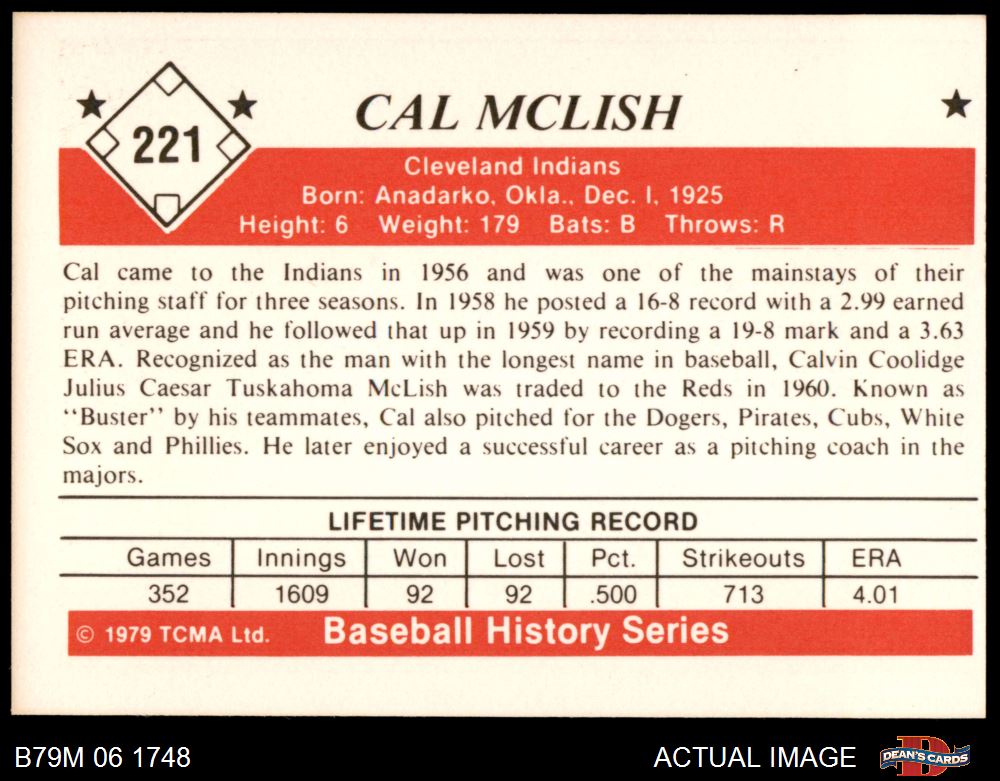 221
CAL MCLISH
Cleveland Indians
Born: Anadarko, Okla., Dec. 1, 1925
Height: 6 Weight: 179 Bats: B Throws: R
Cal came to the Indians in 1956 and was one of the mainstays of their
pitching staff for three seasons. In 1958 he posted a 16-8 record with a 2.99 earned
run average and he followed that up in 1959 by recording a 19-8 mark and a 3.63
ERA. Recognized as the man with the longest name in baseball, Calvin Coolidge
Julius Caesar Tuskahoma McLish was traded to the Reds in 1960. Known as
“Buster” by his teammates, Cal also pitched for the Dogers, Pirates, Cubs, White
Sox and Phillies. He later enjoyed a successful career as a pitching coach in the
majors.
LIFETIME PITCHING RECORD
Games Innings Won Lost Pct. Strikeouts ERA
352 1609 92 92 .500 713 4.01
© 1979 TCMA Ltd. Baseball History Series
B79M 06 1748 ACTUAL IMAGE DEAN'S CARDS